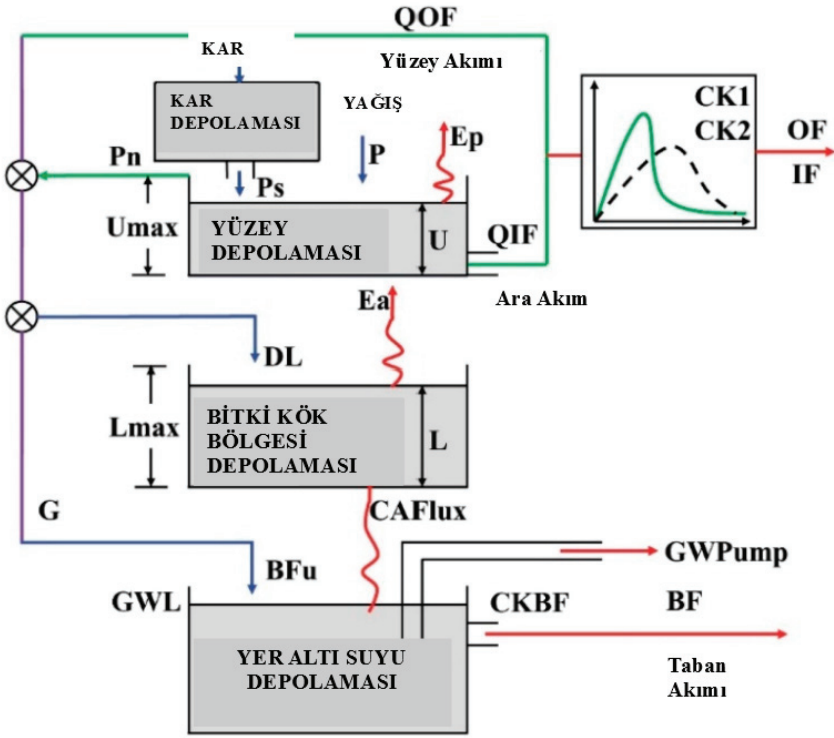 QOF
KAR
Yüzey Akımı
KAR
DEPOLAMASI
YAĞIŞ
CK1
CK2
OF
IF
Pn
Ps
P
Ep
Umax
YÜZEY
DEPOLAMASI
U
QIF
Ea
Ara Akım
DL
Lmax
BİTKİ KÖK
BÖLGESİ
DEPOLAMASI
L
G
CAFlux
BFu
GWPump
GWL
CKBF
BF
YER ALTI SUYU
DEPOLAMASI
Taban
Akımı